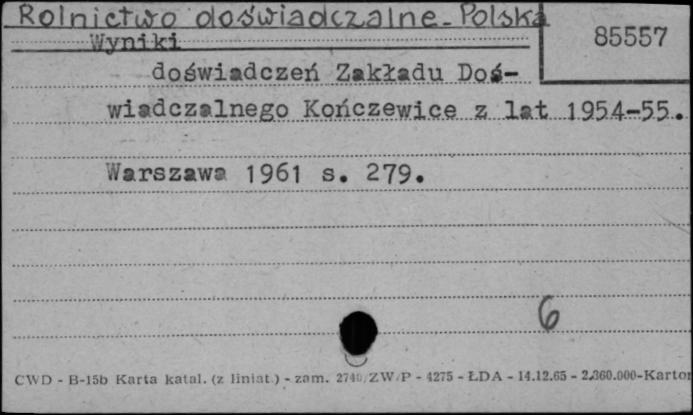 Rolnictwo doświadczalne - Polska
85557
Wyniki
doświadczeń Zakładu Doś-
wiadczalnego Kończewice z lat 1954-55.
Warszawa 1961 s. 279.
6
CWD - B-15b Karta katal. (z liniat.) - zam. 2740/ZW/P - 4275 - ŁDA - 14.12.65 - 2.360.000 - Karton